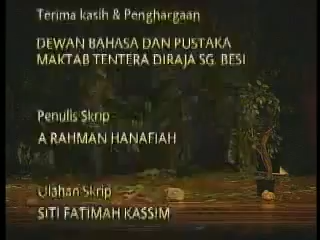 Terima kasih & Penghargaan
DEWAN BAHASA DAN PUSTAKA
MAKTAB TENTERA DIRAJA SG. BESI
Penulis Skrip
A RAHMAN HANAFIAH
Olahan Skrip
SITI FATIMAH KASSIM